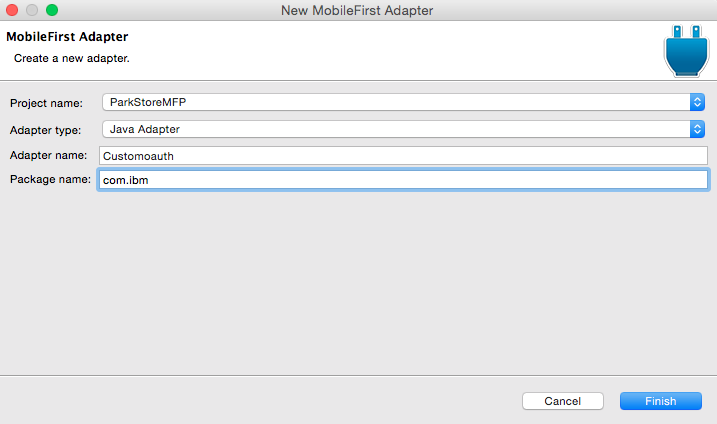 New MobileFirst Adapter
MobileFirst Adapter
Create a new adapter.
Project name: ParkStoreMFP
Adapter type: Java Adapter
Adapter name: Customoauth
Package name: com.ibm
Cancel Finish